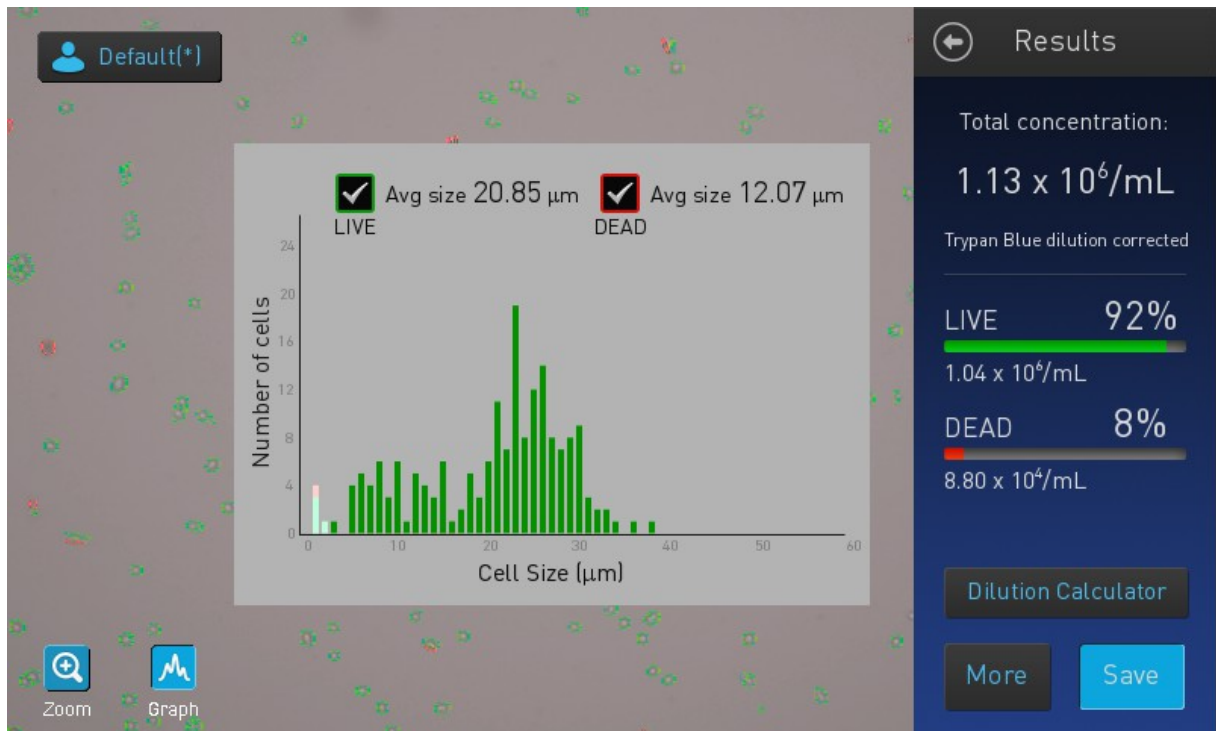 Default(*)
Results
Total concentration:
1.13 x 10⁶/mL
Trypan Blue dilution corrected
LIVE 92%
1.04 x 10⁶/mL
DEAD 8%
8.80 x 10⁴/mL
Dilution Calculator
More Save
Avg size 20.85 μm Avg size 12.07 μm
LIVE DEAD
24
20
16
12
8
4
0
Number of cells
0 10 20 30 40 50 60
Cell Size (μm)
Zoom Graph